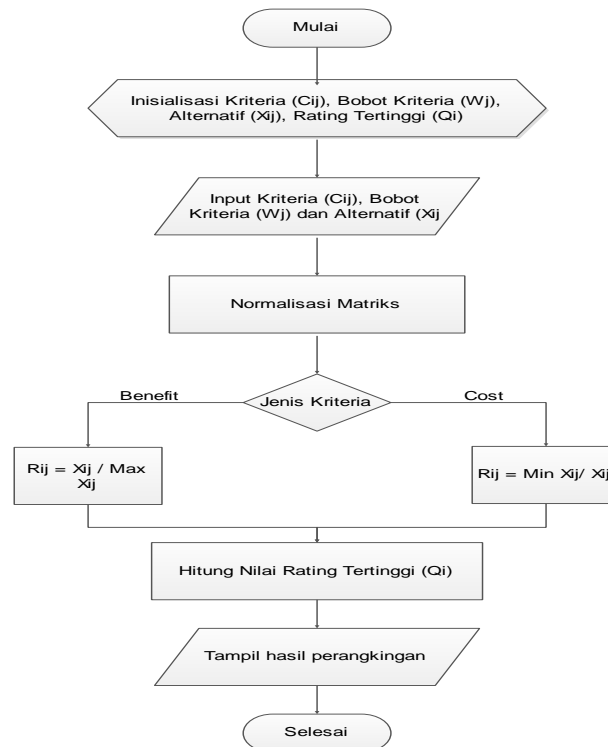 Mulai
Inisialisasi Kriteria (Cij), Bobot Kriteria (Wj),
Alternatif (Xij), Rating Tertinggi (Qi)
Input Kriteria (Cij), Bobot
Kriteria (Wj) dan Alternatif (Xij
Normalisasi Matriks
Jenis Kriteria
Benefit
Cost
Rij = Xij / Max
Xij
Rij = Min Xij/ Xij
Hitung Nilai Rating Tertinggi (Qi)
Tampil hasil perangkingan
Selesai